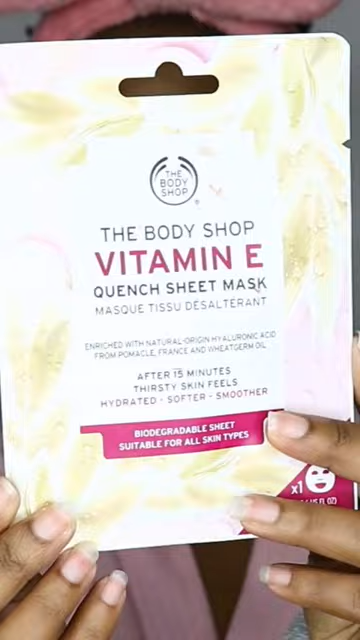 THE
BODY
SHOP
THE BODY SHOP
VITAMIN E
QUENCH SHEET MASK
MASQUE TISSU DÉSALTÉRANT
ENRICHED WITH NATURAL-ORIGIN HYALURONIC ACID
FROM POMACLE, FRANCE AND WHEATGERM OIL
AFTER 15 MINUTES
THIRSTY SKIN FEELS
HYDRATED - SOFTER - SMOOTHER
BIODEGRADABLE SHEET
SUITABLE FOR ALL SKIN TYPES
x1